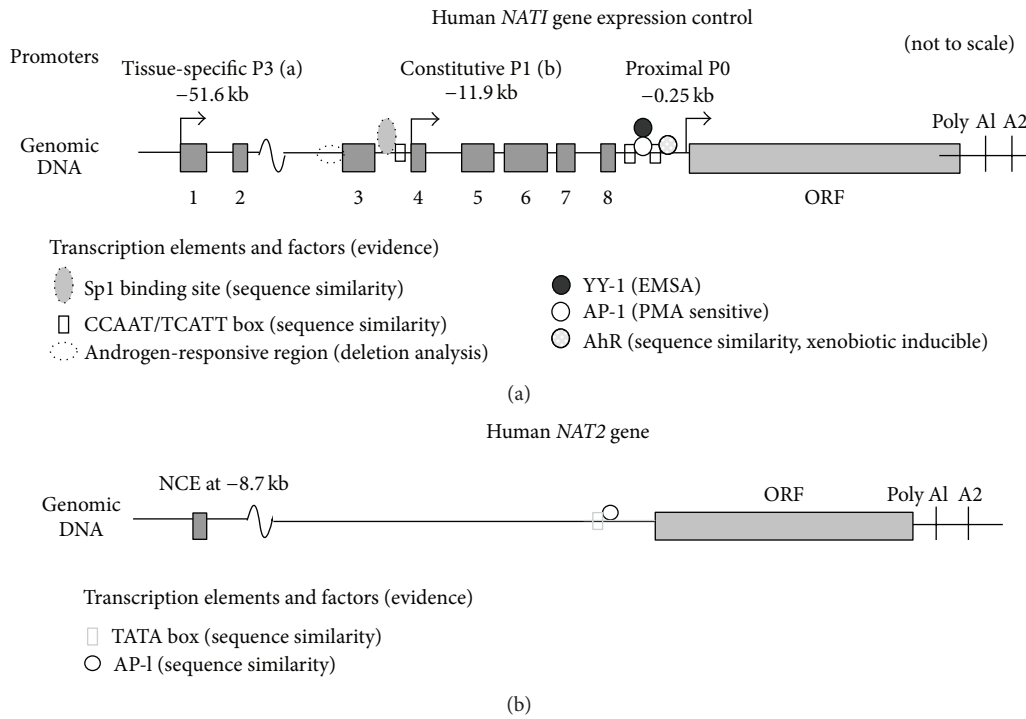 Human NAT1 gene expression control
Promoters
(not to scale)
Tissue-specific P3 (a)
−51.6 kb
Constitutive P1 (b)
−11.9 kb
Proximal P0
−0.25 kb
Genomic DNA
Poly A1 A2
1 2 3 4 5 6 7 8 ORF
Transcription elements and factors (evidence)
Sp1 binding site (sequence similarity)
CCAAT/TCATT box (sequence similarity)
Androgen-responsive region (deletion analysis)
YY-1 (EMSA)
AP-1 (PMA sensitive)
AhR (sequence similarity, xenobiotic inducible)
(a)
Human NAT2 gene
NCE at −8.7 kb
Genomic DNA
ORF
Poly A1 A2
Transcription elements and factors (evidence)
TATA box (sequence similarity)
AP-1 (sequence similarity)
(b)